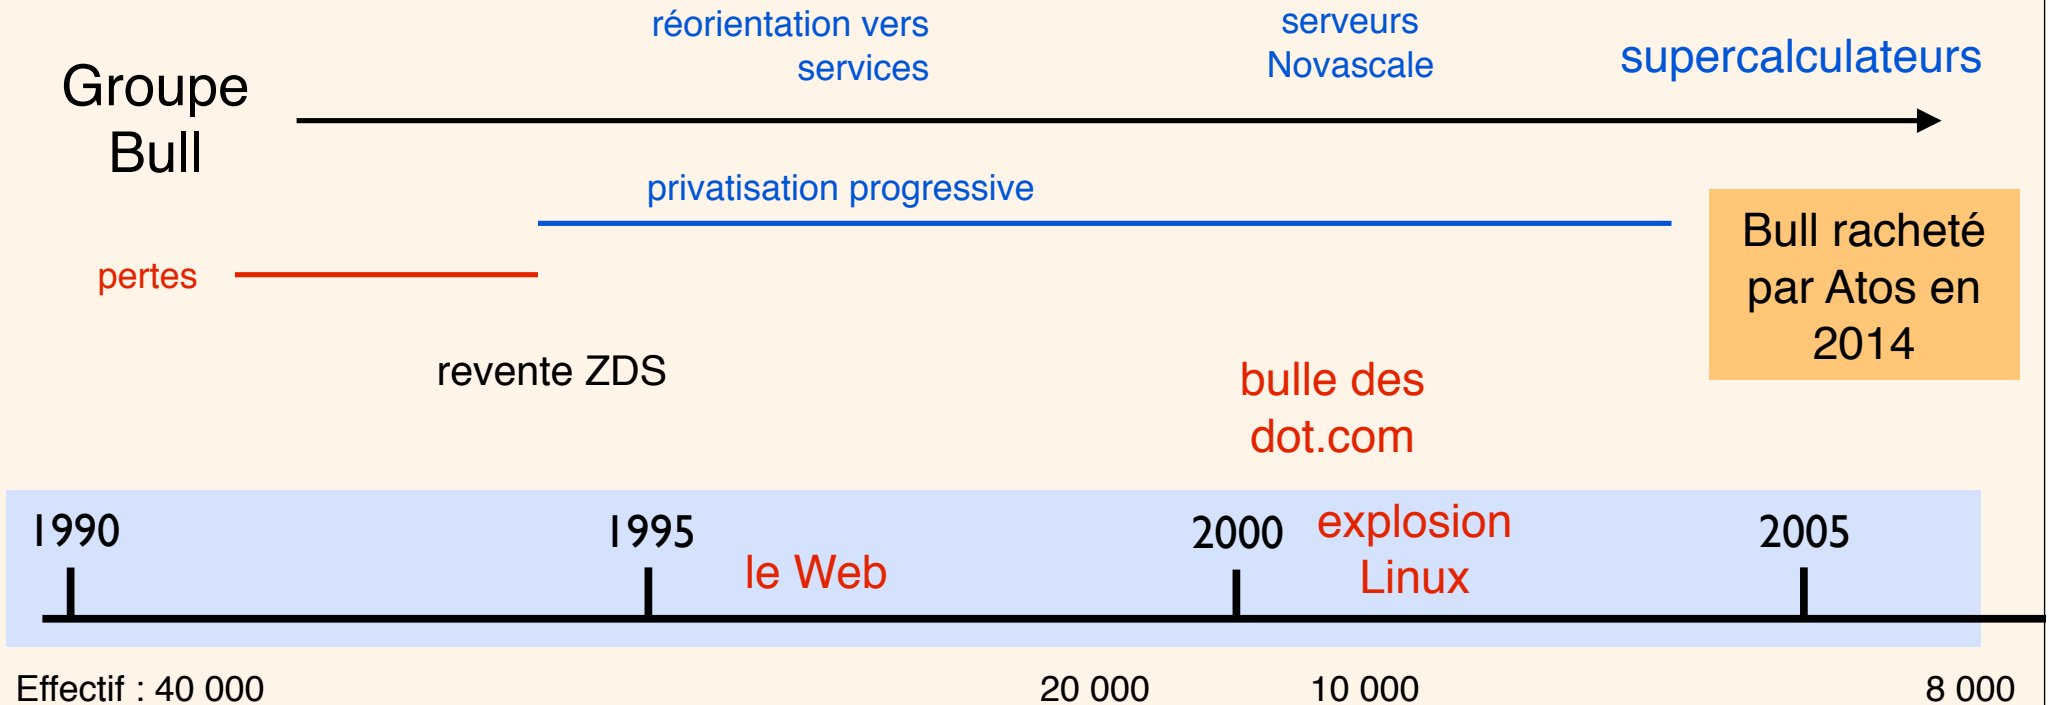 Groupe
Bull
réorientation vers
services
serveurs
Novascale
supercalculateurs
privatisation progressive
pertes
Bull racheté
par Atos en
2014
revente ZDS
bulle des
dot.com
1990
1995
le Web
2000
explosion
Linux
2005
Effectif : 40 000
20 000
10 000
8 000